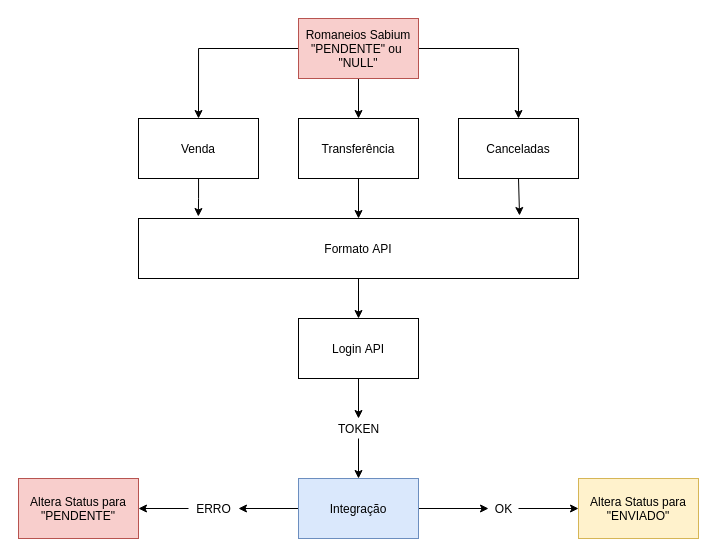 Romaneios Sabium
"PENDENTE" ou
"NULL"
Venda
Transferência
Canceladas
Formato API
Login API
TOKEN
Altera Status para
"PENDENTE"
ERRO
Integração
OK
Altera Status para
"ENVIADO"